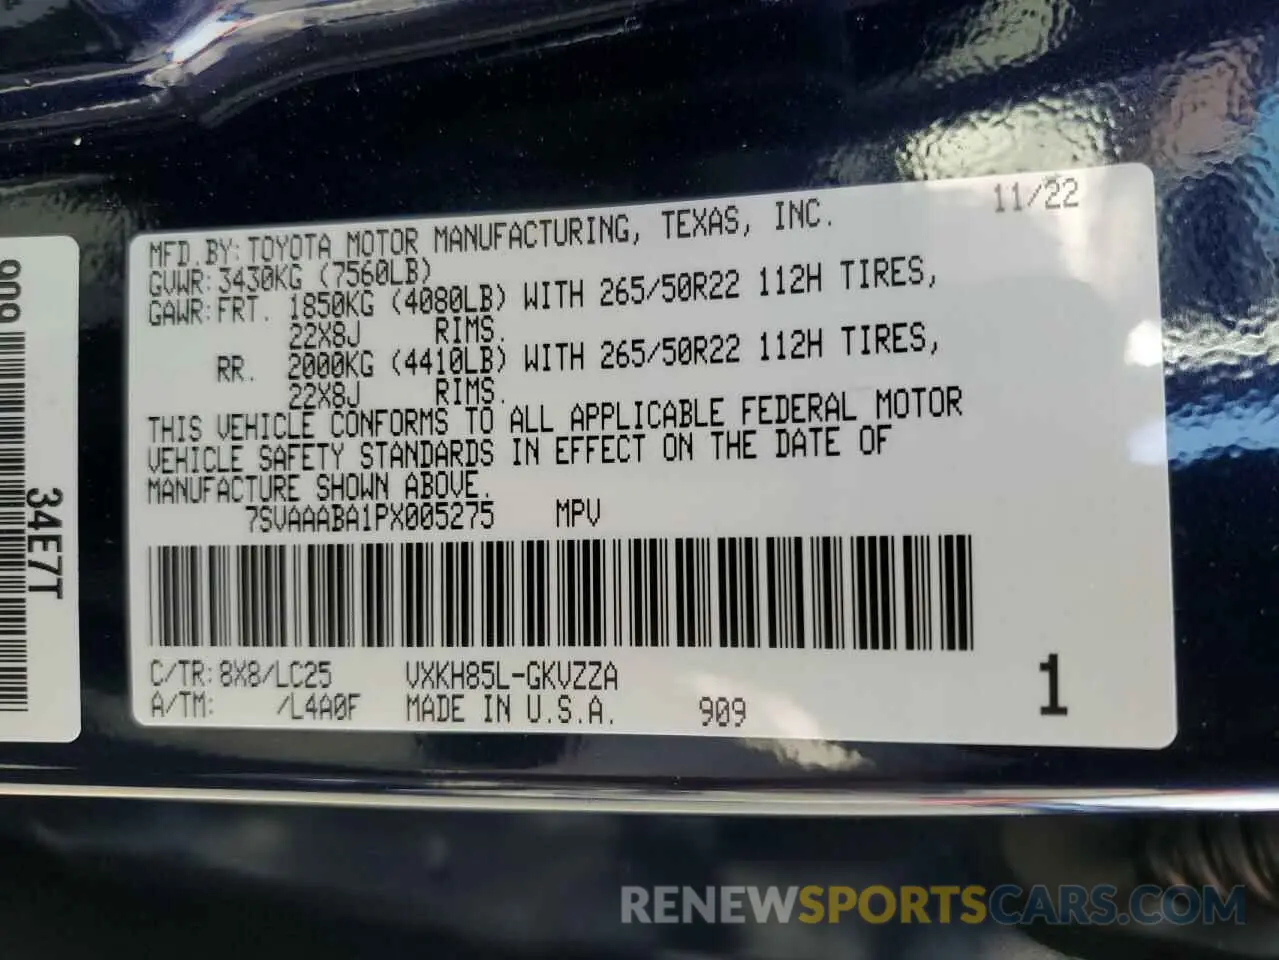 11/22
MFD.BY: TOYOTA MOTOR MANUFACTURING, TEXAS, INC.
GVWR: 3430KG (7560LB)
GAWR: FRT. 1850KG (4080LB) WITH 265/50R22 112H TIRES,
22X8J RIMS.
RR. 2000KG (4410LB) WITH 265/50R22 112H TIRES,
22X8J RIMS.
THIS VEHICLE CONFORMS TO ALL APPLICABLE FEDERAL MOTOR
VEHICLE SAFETY STANDARDS IN EFFECT ON THE DATE OF
MANUFACTURE SHOWN ABOVE.
7SVAAABA1PX005275 MPV
C/TR: 8X8/LC25 VXKH85L-GKVZZA
A/TM: /L4A0F MADE IN U.S.A. 909
1
909
34E7T
RENEWSPORTSCARS.COM